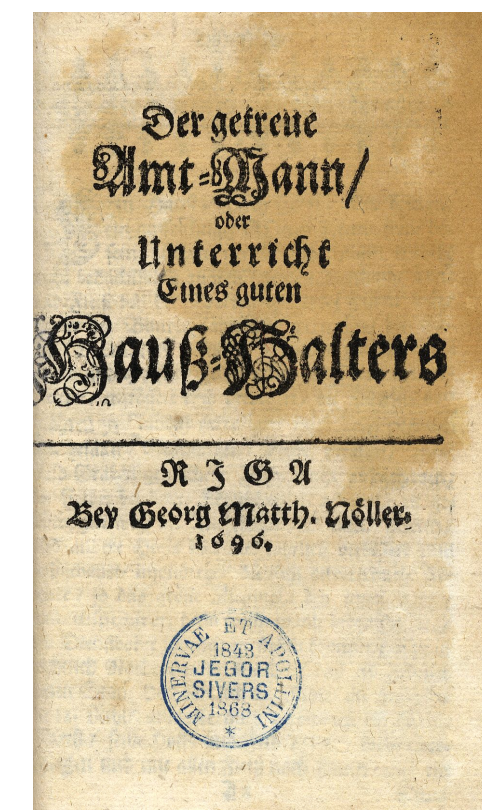 Der getreue
Amt-Mann/
oder
Unterricht
Eines guten
Hauß-Halters
RIGA
Bey Georg Matth. Nöller.
1696.
MINERVAE ET APOLLINI
1843
JEGOR
SIVERS
1868
*